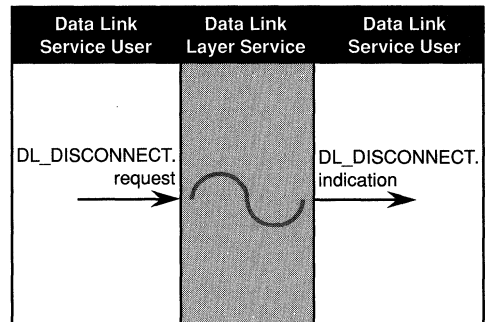 Data Link
Service User
Data Link
Layer Service
Data Link
Service User
DL_DISCONNECT.
request
DL_DISCONNECT.
indication